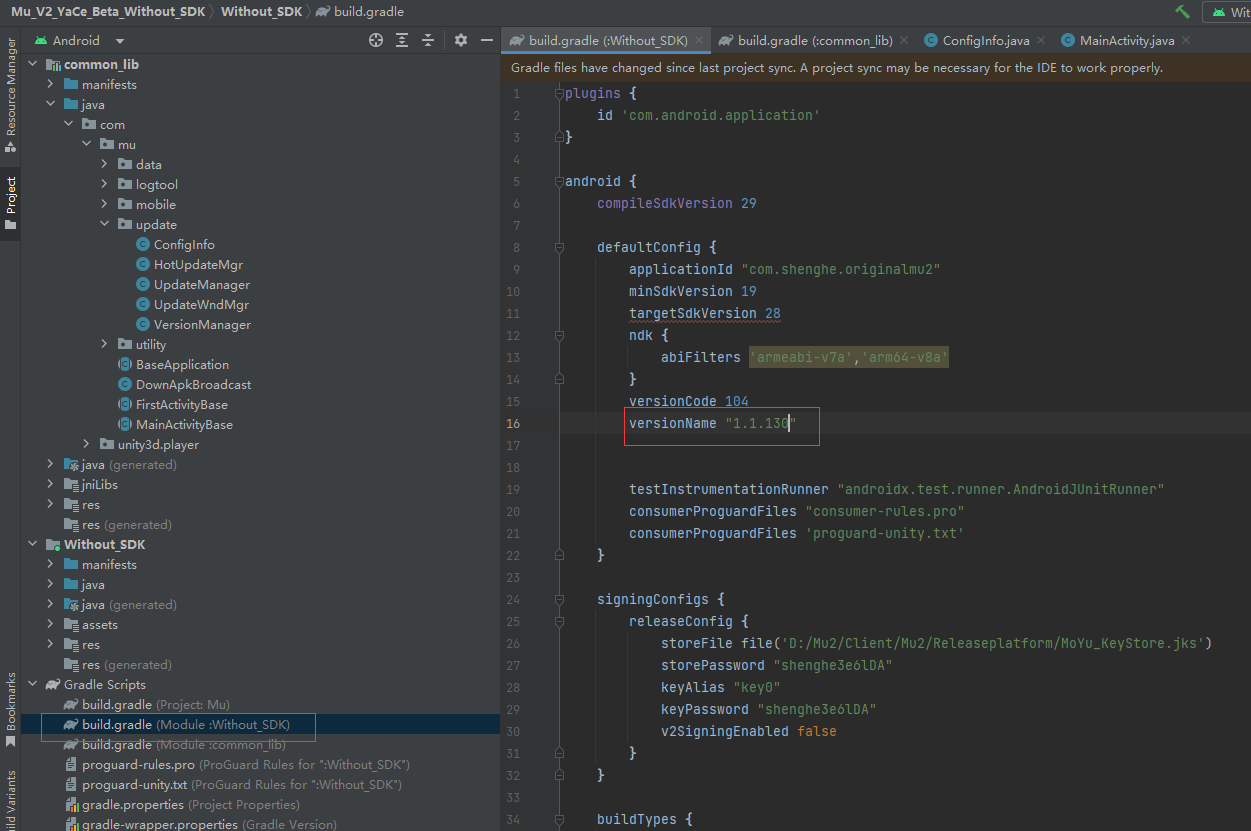 Mu_V2_YaCe_Beta_Without_SDK
Without_SDK
build.gradle
Wit
Android
build.gradle (:Without_SDK)
build.gradle (:common_lib)
ConfigInfo.java
MainActivity.java
Gradle files have changed since last project sync. A project sync may be necessary for the IDE to work properly.
Resource Manager
Project
Bookmarks
ild Variants
common_lib
manifests
java
com
mu
data
logtool
mobile
update
ConfigInfo
HotUpdateMgr
UpdateManager
UpdateWndMgr
VersionManager
utility
BaseApplication
DownApkBroadcast
FirstActivityBase
MainActivityBase
unity3d.player
java (generated)
jniLibs
res
res (generated)
Without_SDK
manifests
java
java (generated)
assets
res
res (generated)
Gradle Scripts
build.gradle (Project: Mu)
build.gradle (Module :Without_SDK)
build.gradle (Module :common_lib)
proguard-rules.pro (ProGuard Rules for ":Without_SDK")
proguard-unity.txt (ProGuard Rules for ":Without_SDK")
gradle.properties (Project Properties)
gradle-wrapper.properties (Gradle Version)
1 plugins {
2 id 'com.android.application'
3 }
4
5 android {
6 compileSdkVersion 29
7
8 defaultConfig {
9 applicationId "com.shenghe.originalmu2"
10 minSdkVersion 19
11 targetSdkVersion 28
12 ndk {
13 abiFilters 'armeabi-v7a','arm64-v8a'
14 }
15 versionCode 104
16 versionName "1.1.130"
17
18
19 testInstrumentationRunner "androidx.test.runner.AndroidJUnitRunner"
20 consumerProguardFiles "consumer-rules.pro"
21 consumerProguardFiles 'proguard-unity.txt'
22 }
23
24 signingConfigs {
25 releaseConfig {
26 storeFile file('D:/Mu2/Client/Mu2/Releaseplatform/MoYu_KeyStore.jks')
27 storePassword "shenghe3e6lDA"
28 keyAlias "key0"
29 keyPassword "shenghe3e6lDA"
30 v2SigningEnabled false
31 }
32 }
33
34 buildTypes {